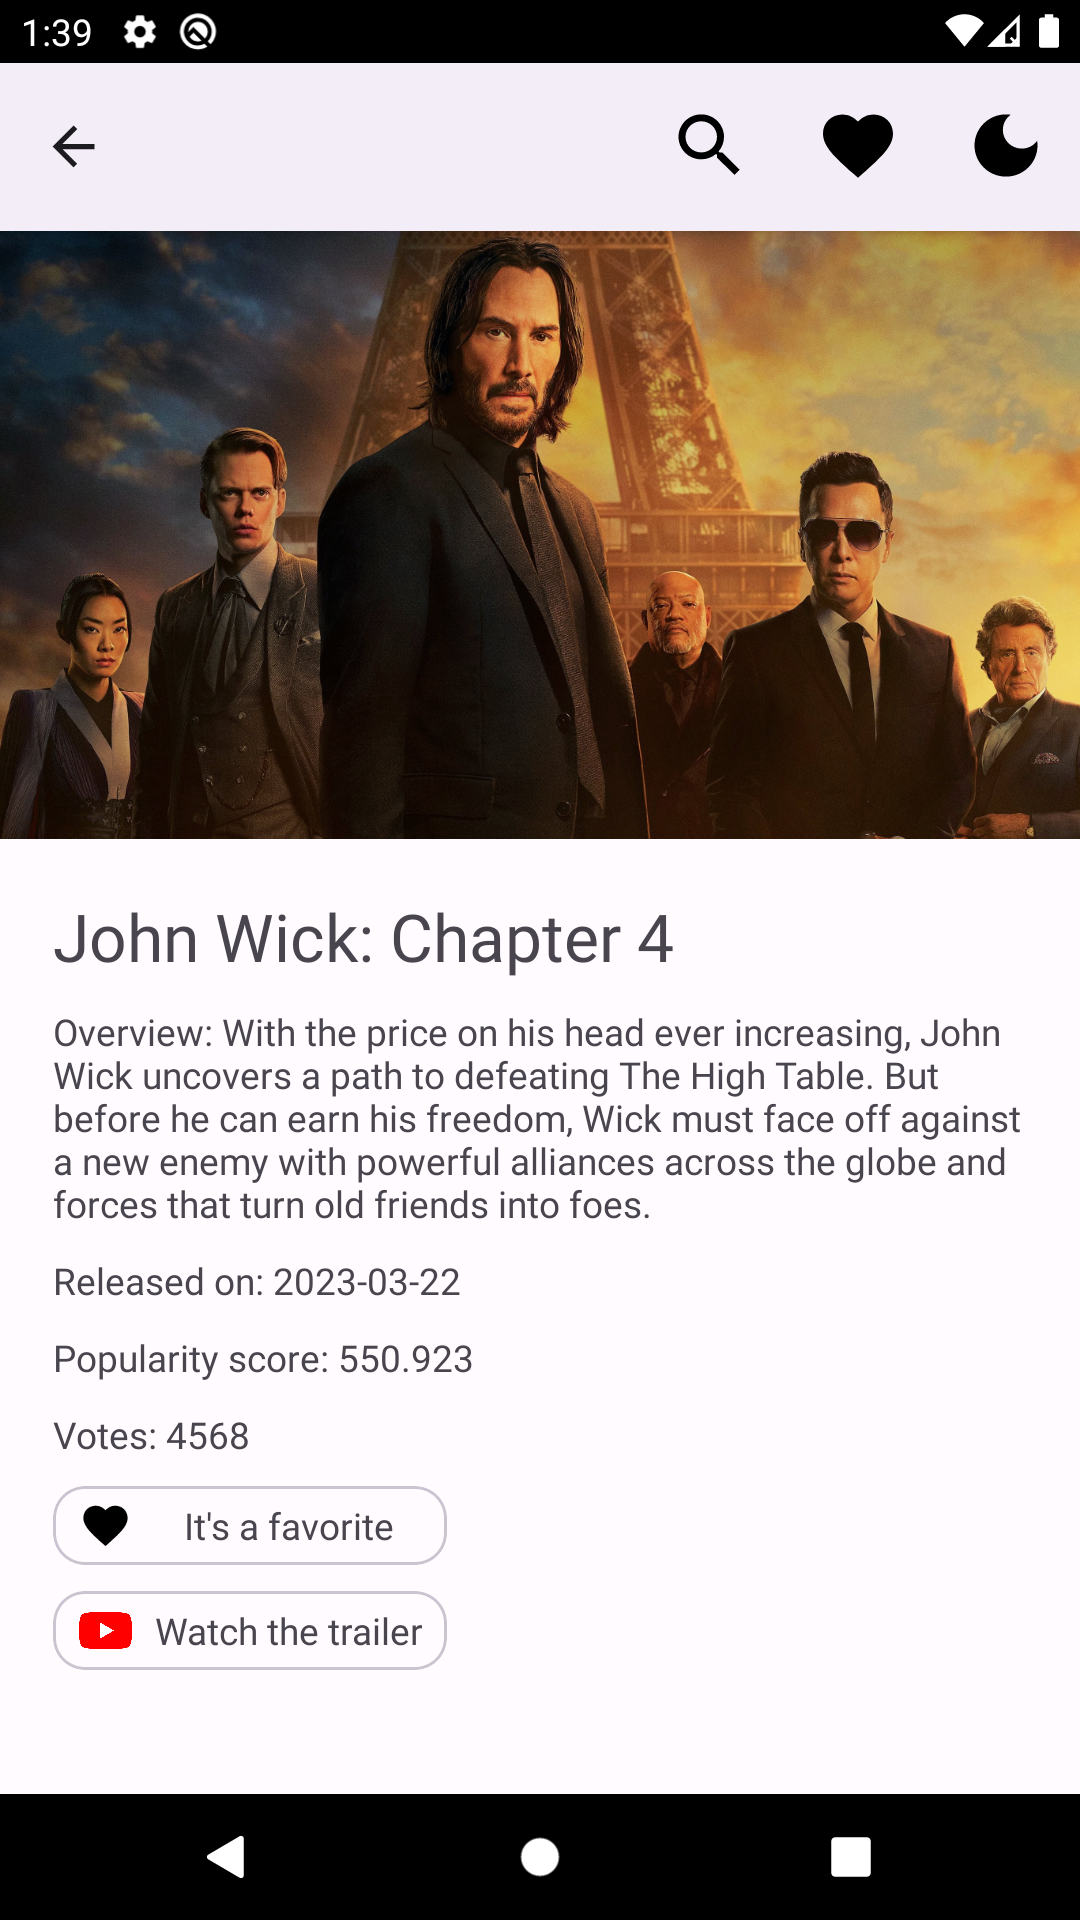 1:39
John Wick: Chapter 4
Overview: With the price on his head ever increasing, John
Wick uncovers a path to defeating The High Table. But
before he can earn his freedom, Wick must face off against
a new enemy with powerful alliances across the globe and
forces that turn old friends into foes.
Released on: 2023-03-22
Popularity score: 550.923
Votes: 4568
It's a favorite
Watch the trailer